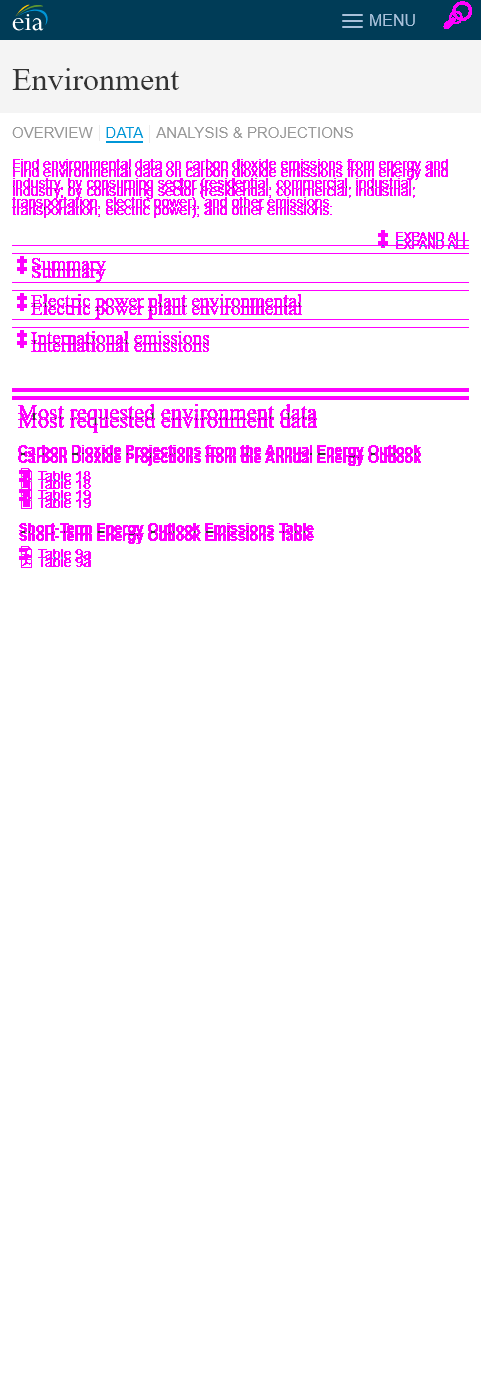 eia
MENU
Environment
OVERVIEW
DATA
ANALYSIS & PROJECTIONS
Find environmental data on carbon dioxide emissions from energy and
industry, by consuming sector (residential, commercial, industrial,
transportation, electric power), and other emissions.
EXPAND ALL
Summary
Electric power plant environmental
International emissions
Most requested environment data
Carbon Dioxide Projections from the Annual Energy Outlook
Table 18
Table 19
Short-Term Energy Outlook Emissions Table
Table 9a